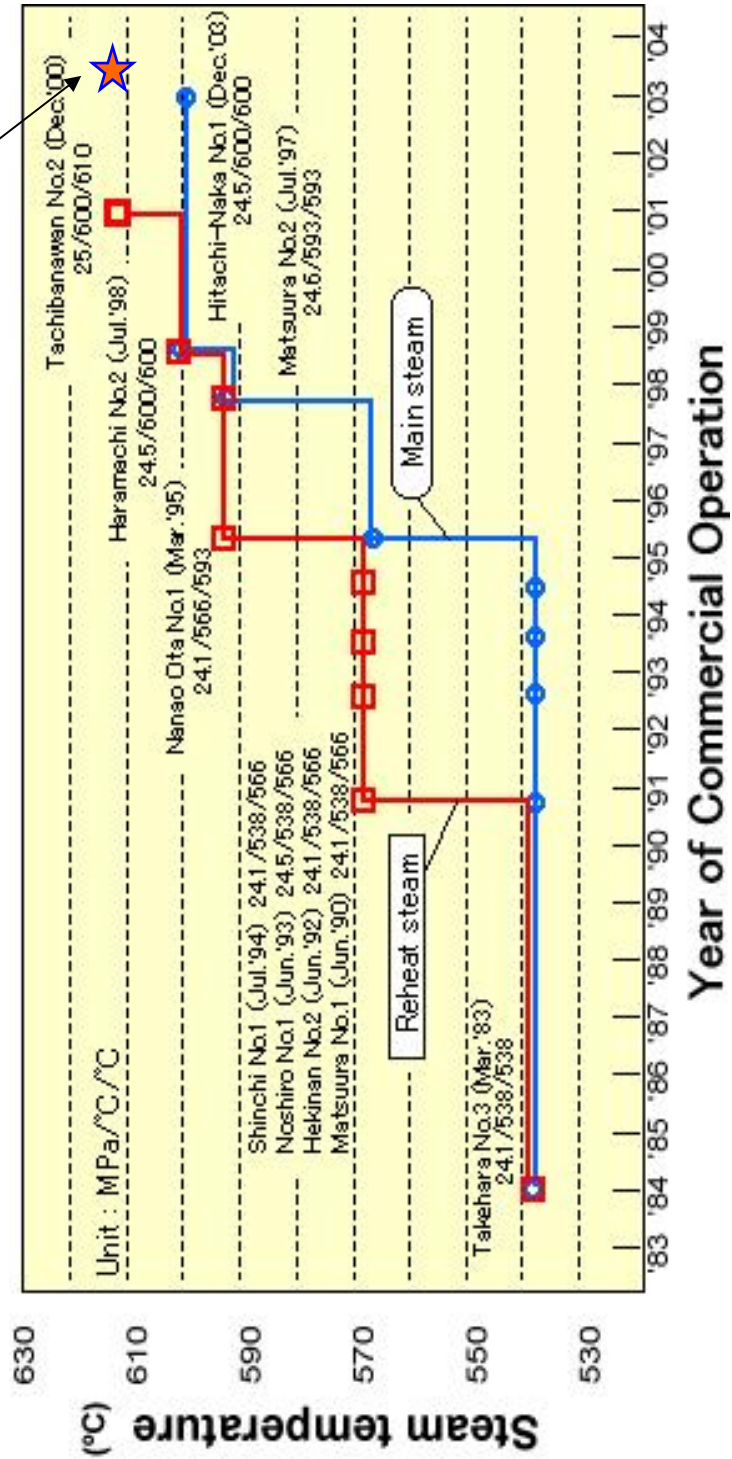 Tachibanawan No.2 (Dec.'00)
25/600/610
Haramachi No.2 (Jul.'98)
24.5/600/600
Hitachi-Naka No.1 (Dec.'03)
24.5/600/600
Nanao Ota No.1 (Mar.'95)
24.1/566/593
Matsuura No.2 (Jul.'97)
24.6/593/593
Unit : MPa/°C/°C
Shinchi No.1 (Jul.'94) 24.1/538/566
Noshiro No.1 (Jun.'93) 24.5/538/566
Hekinan No.2 (Jun.'92) 24.1/538/566
Matsuura No.1 (Jun.'90) 24.1/538/566
Main steam
Reheat steam
Takehara No.3 (Mar.'83)
24.1/538/538
630
610
590
570
550
530
(°C)
Steam temperature
'83 '84 '85 '86 '87 '88 '89 '90 '91 '92 '93 '94 '95 '96 '97 '98 '99 '00 '01 '02 '03 '04
Year of Commercial Operation